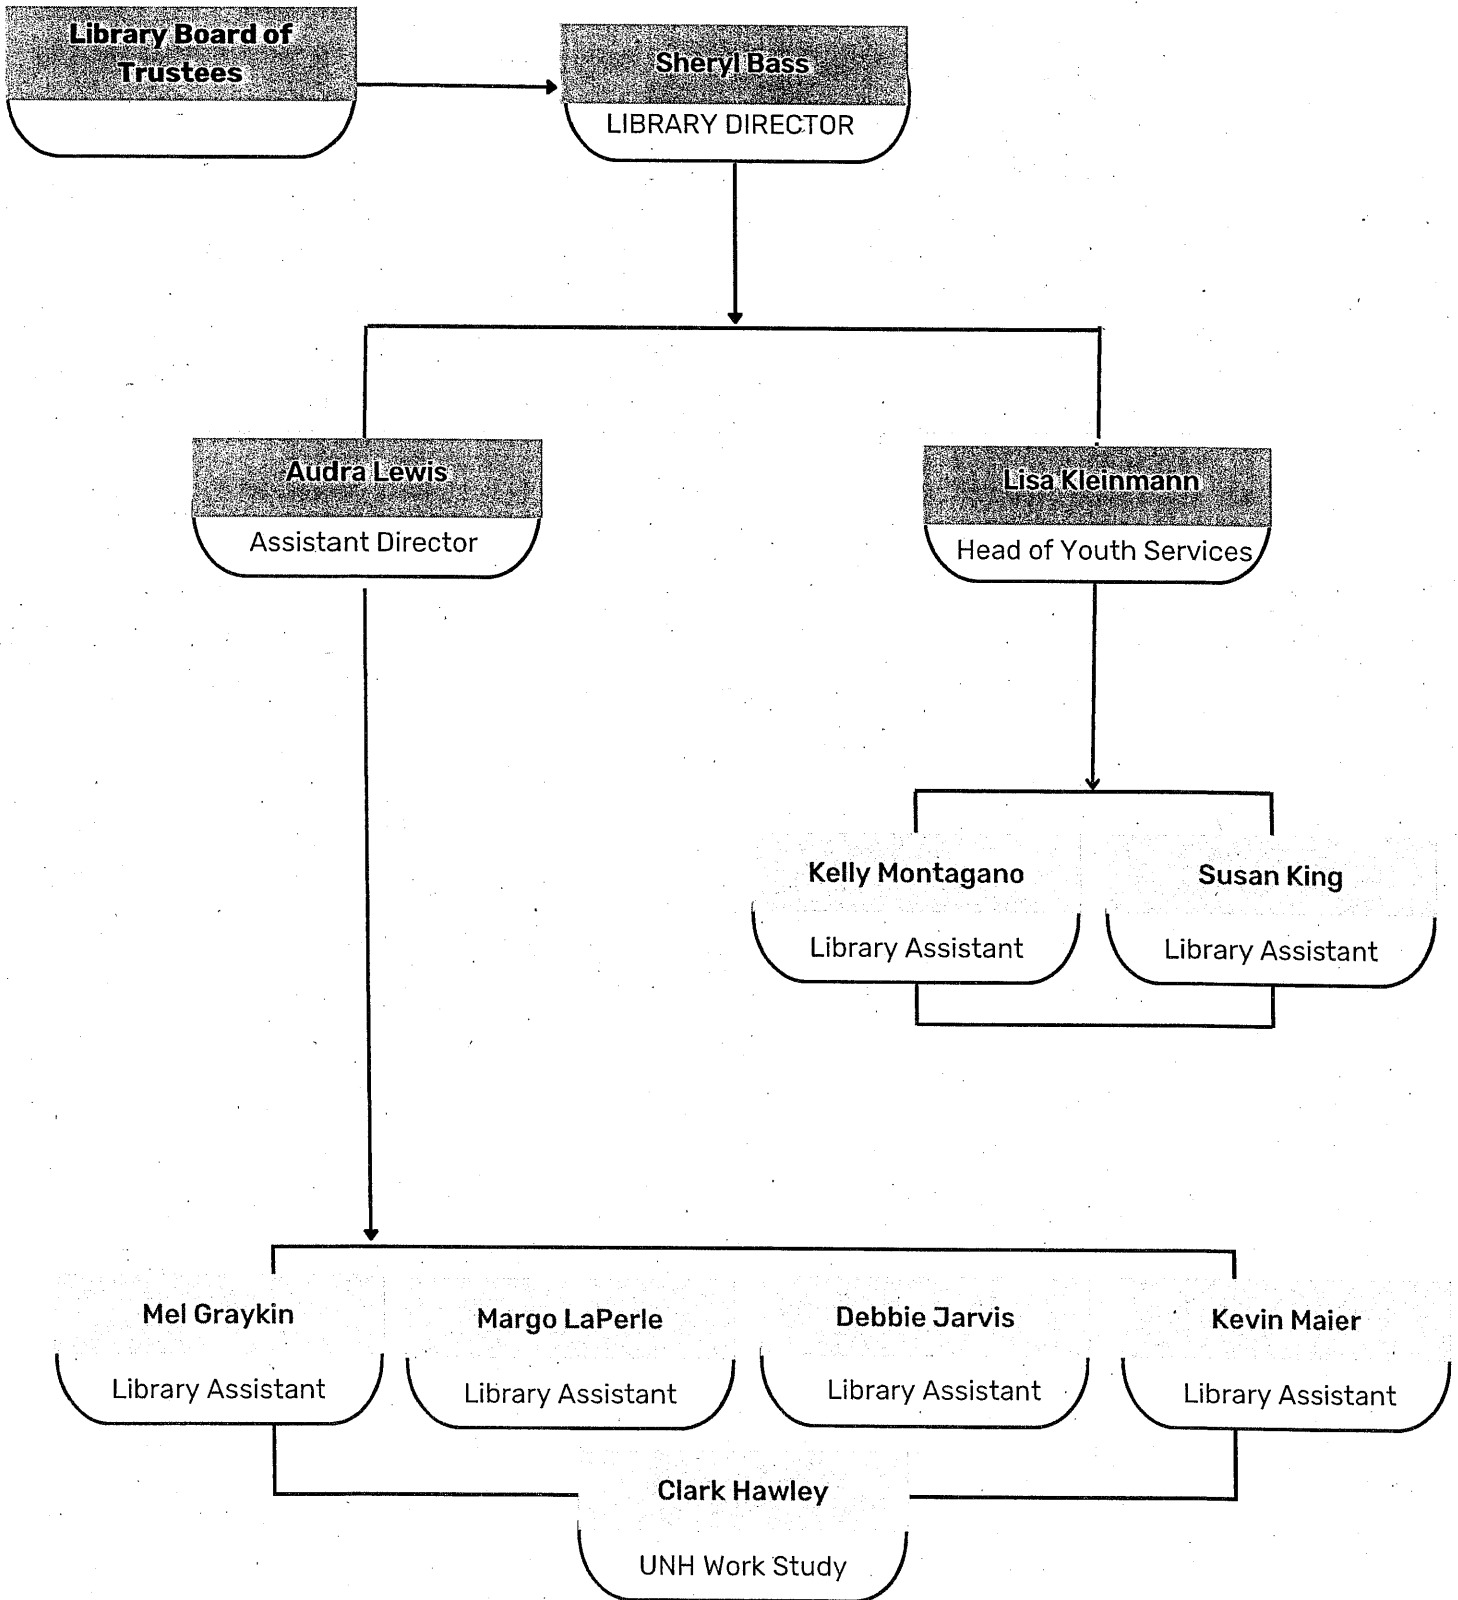 Library Board of
Trustees
Sheryl Bass
LIBRARY DIRECTOR
Audra Lewis
Assistant Director
Lisa Kleinmann
Head of Youth Services
Kelly Montagano
Library Assistant
Susan King
Library Assistant
Mel Graykin
Library Assistant
Margo LaPerle
Library Assistant
Debbie Jarvis
Library Assistant
Kevin Maier
Library Assistant
Clark Hawley
UNH Work Study